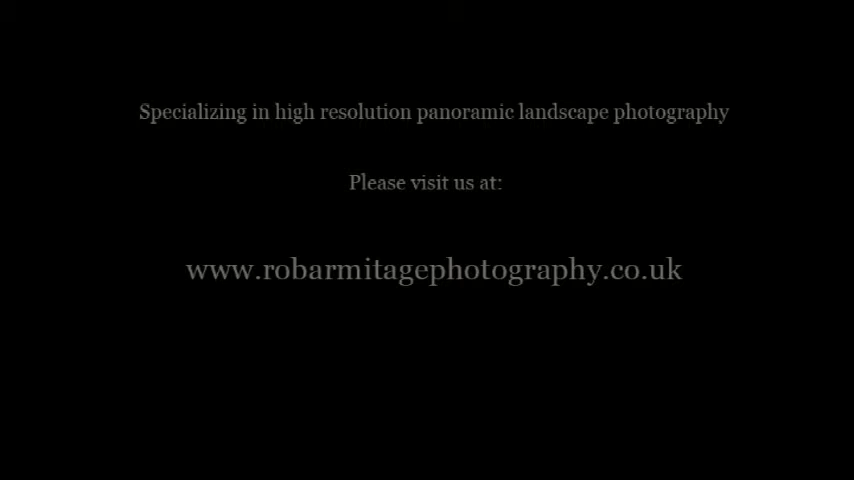 Specializing in high resolution panoramic landscape photography
Please visit us at:
www.robarmitagephotography.co.uk